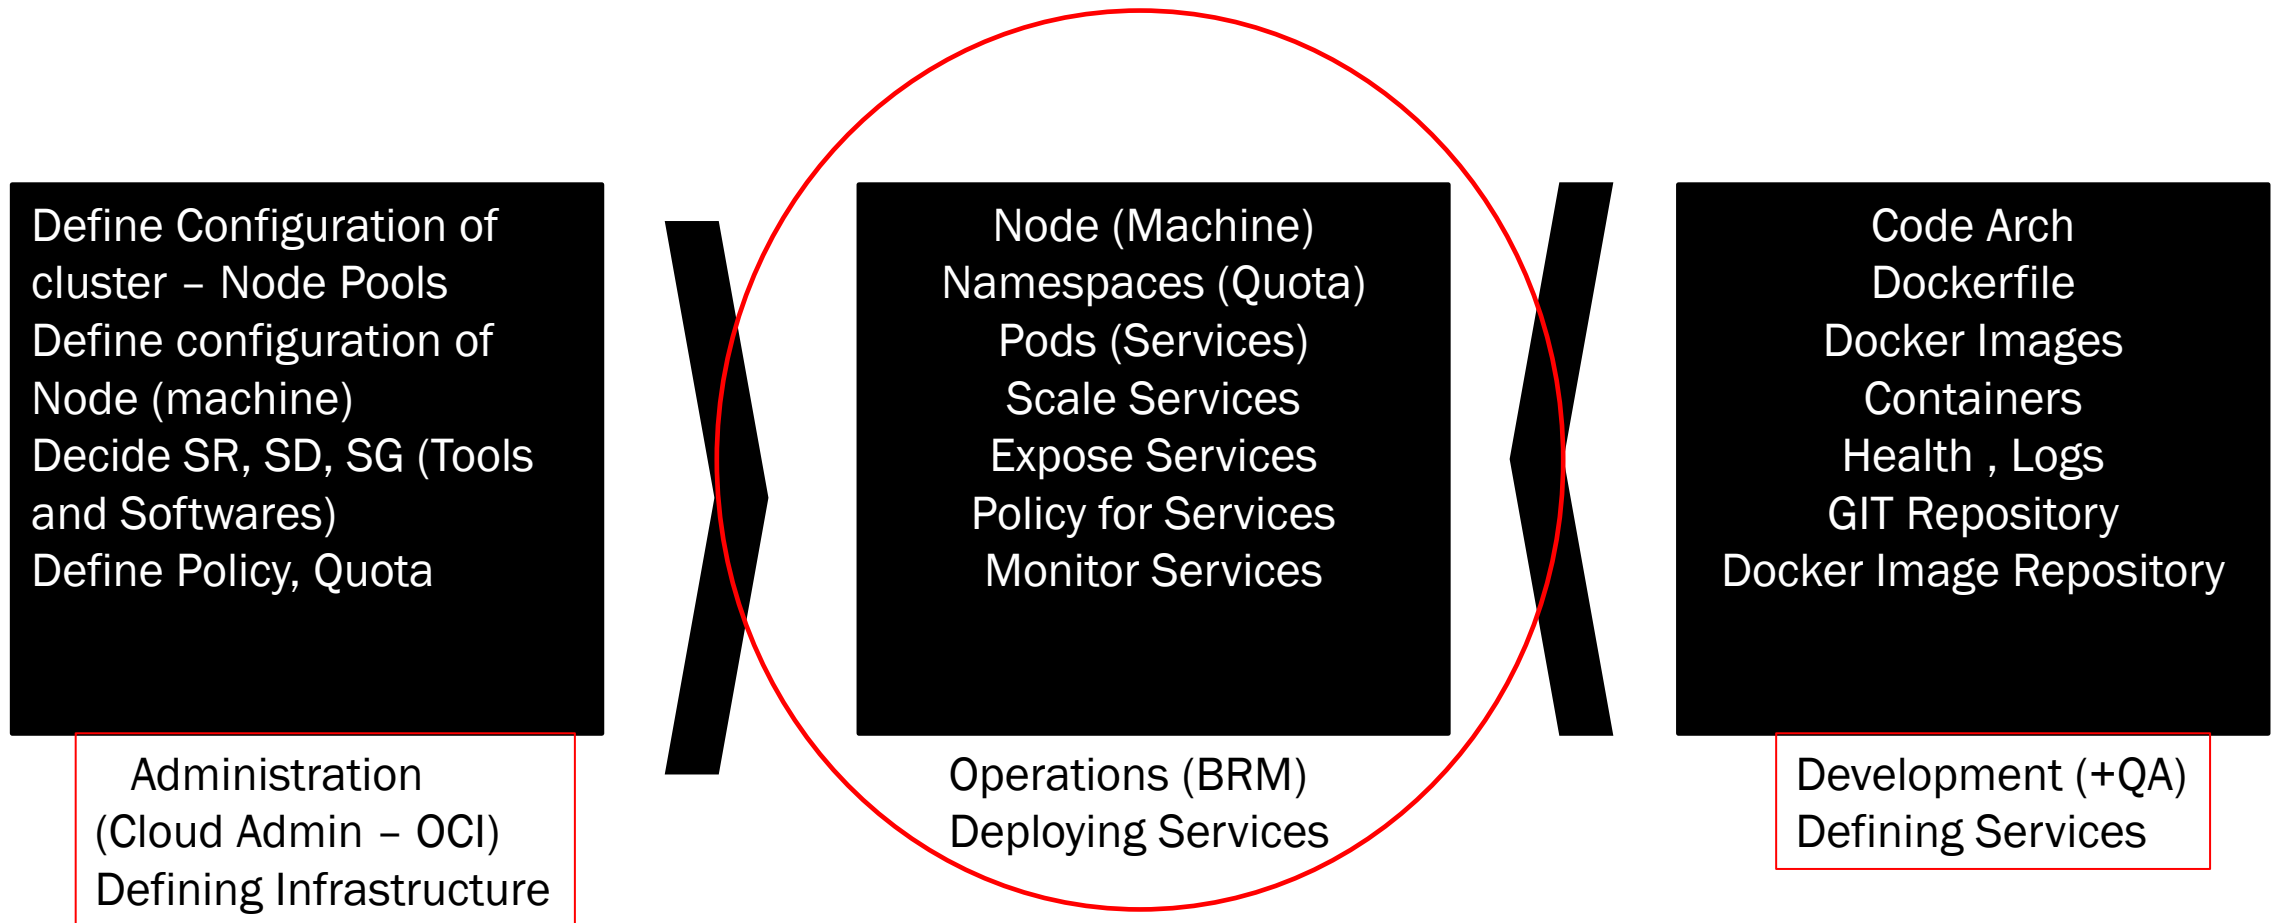 Define Configuration of
cluster – Node Pools
Define configuration of
Node (machine)
Decide SR, SD, SG (Tools
and Softwares)
Define Policy, Quota
Administration
(Cloud Admin – OCI)
Defining Infrastructure
Node (Machine)
Namespaces (Quota)
Pods (Services)
Scale Services
Expose Services
Policy for Services
Monitor Services
Operations (BRM)
Deploying Services
Code Arch
Dockerfile
Docker Images
Containers
Health , Logs
GIT Repository
Docker Image Repository
Development (+QA)
Defining Services